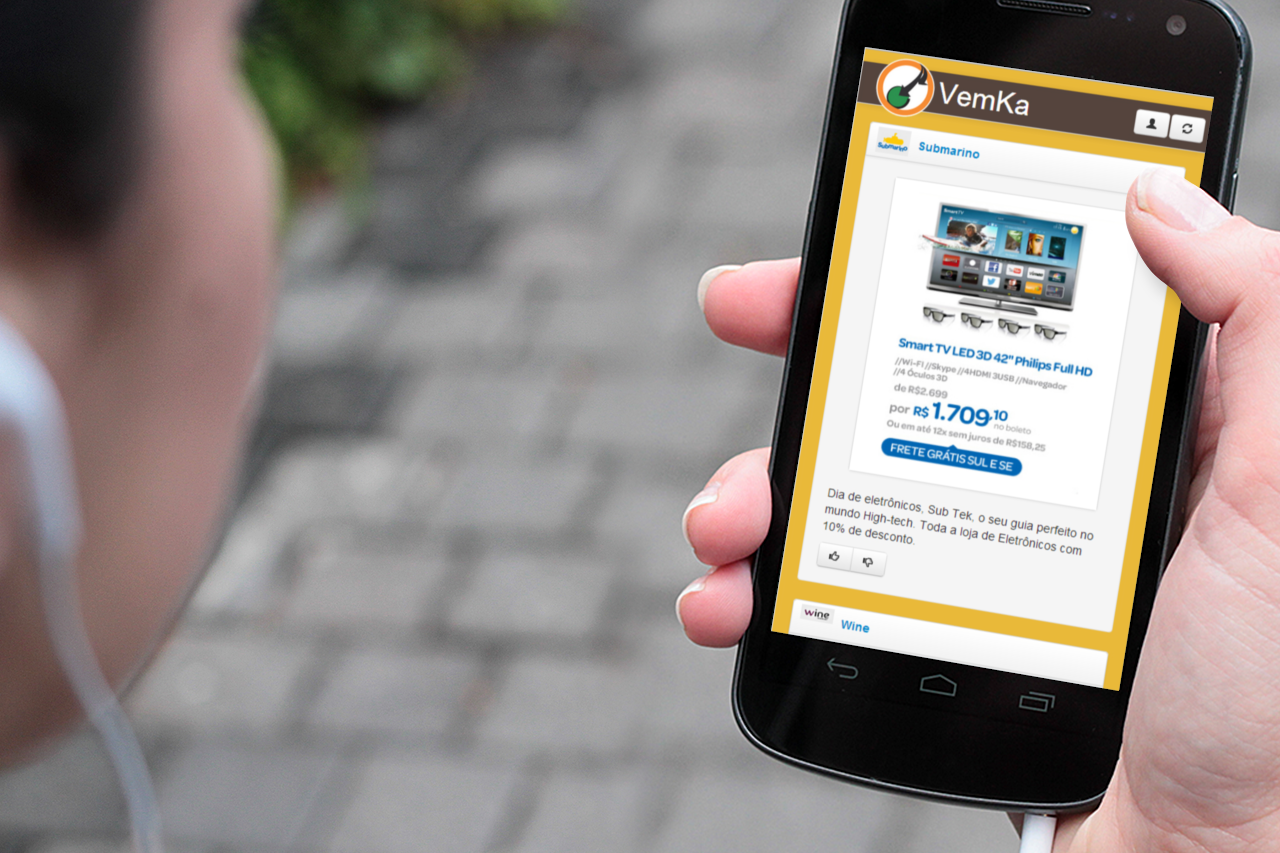 VemKa
Submarino
Submarino
Smart TV
Smart TV LED 3D 42" Philips Full HD
//Wi-Fi //Skype //4HDMI 3USB //Navegador
//4 Óculos 3D
de R$2.699
por R$ 1.709,10
no boleto
Ou em até 12x sem juros de R$158,25
FRETE GRÁTIS SUL E SE
Dia de eletrônicos, Sub Tek, o seu guia perfeito no
mundo High-tech. Toda a loja de Eletrônicos com
10% de desconto.
wine
Wine